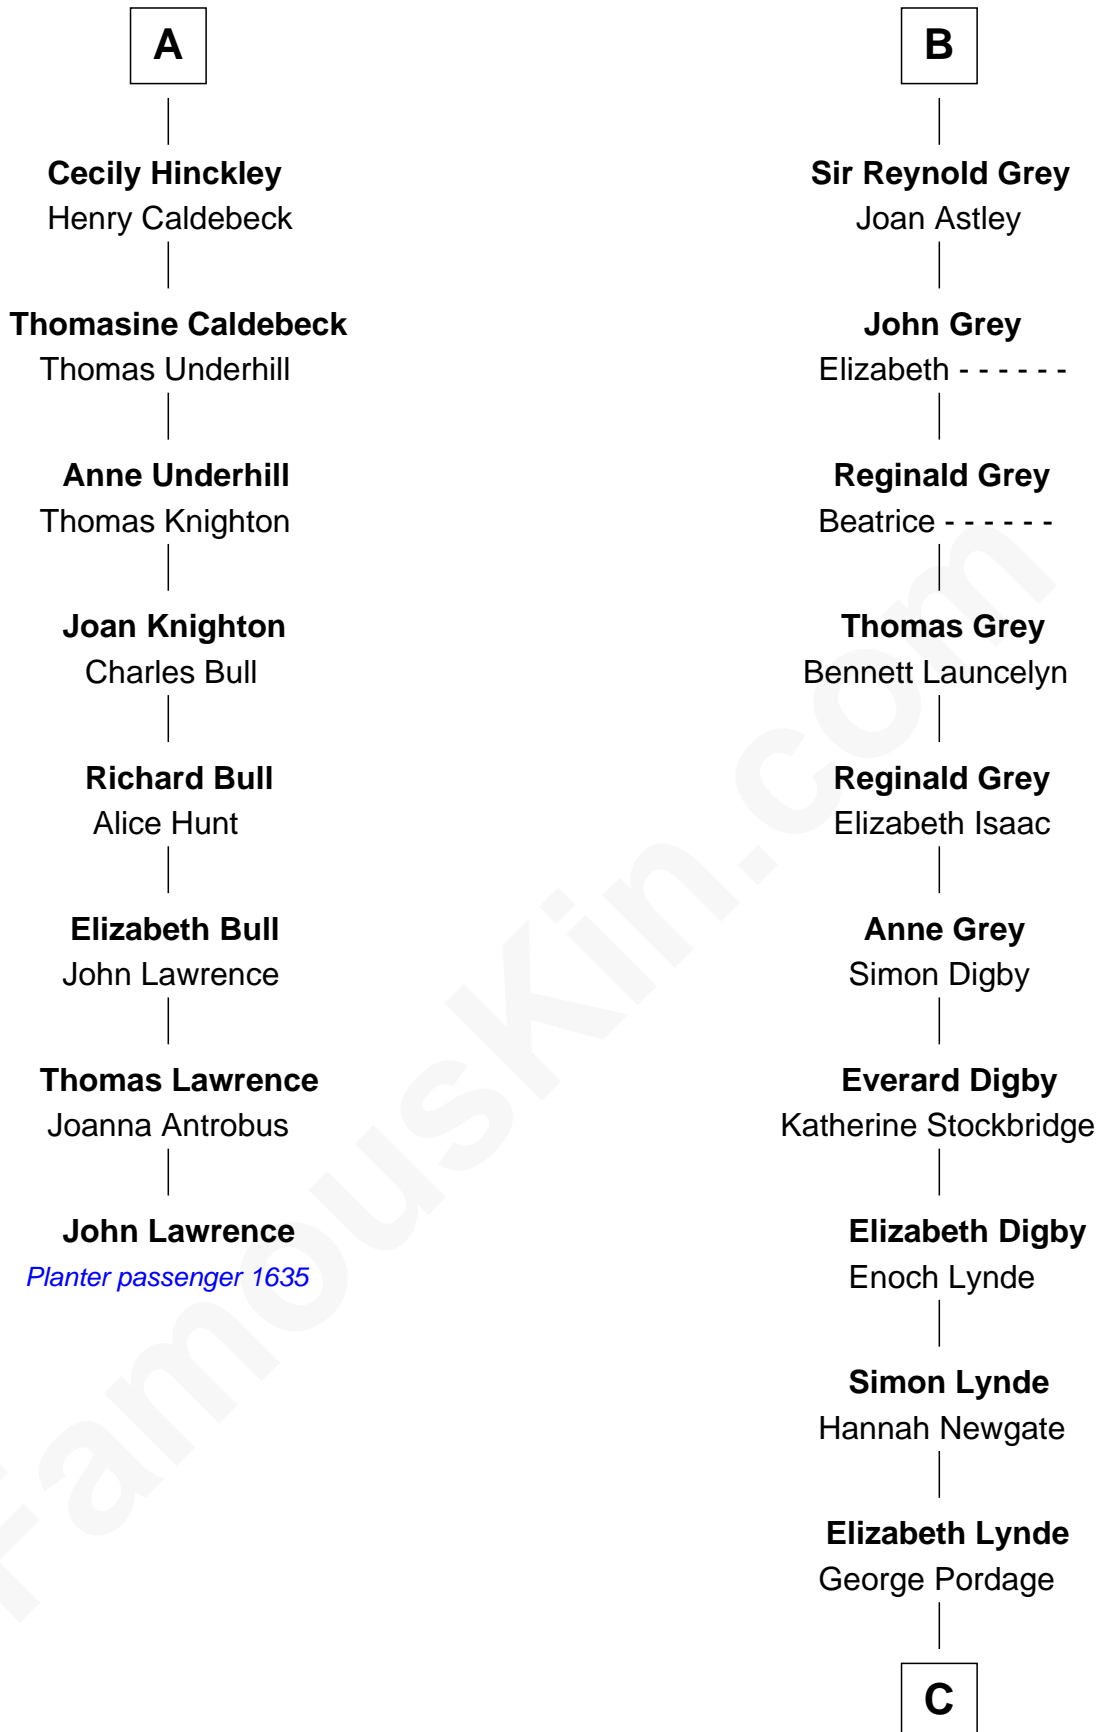 A
Cecily Hinckley
Henry Caldebeck
Thomasine Caldebeck
Thomas Underhill
Anne Underhill
Thomas Knighton
Joan Knighton
Charles Bull
Richard Bull
Alice Hunt
Elizabeth Bull
John Lawrence
Thomas Lawrence
Joanna Antrobus
John Lawrence
Planter passenger 1635
B
Sir Reynold Grey
Joan Astley
John Grey
Elizabeth - - - - - -
Reginald Grey
Beatrice - - - - - -
Thomas Grey
Bennett Launcelyn
Reginald Grey
Elizabeth Isaac
Anne Grey
Simon Digby
Everard Digby
Katherine Stockbridge
Elizabeth Digby
Enoch Lynde
Simon Lynde
Hannah Newgate
Elizabeth Lynde
George Pordage
C
FamousKin.com